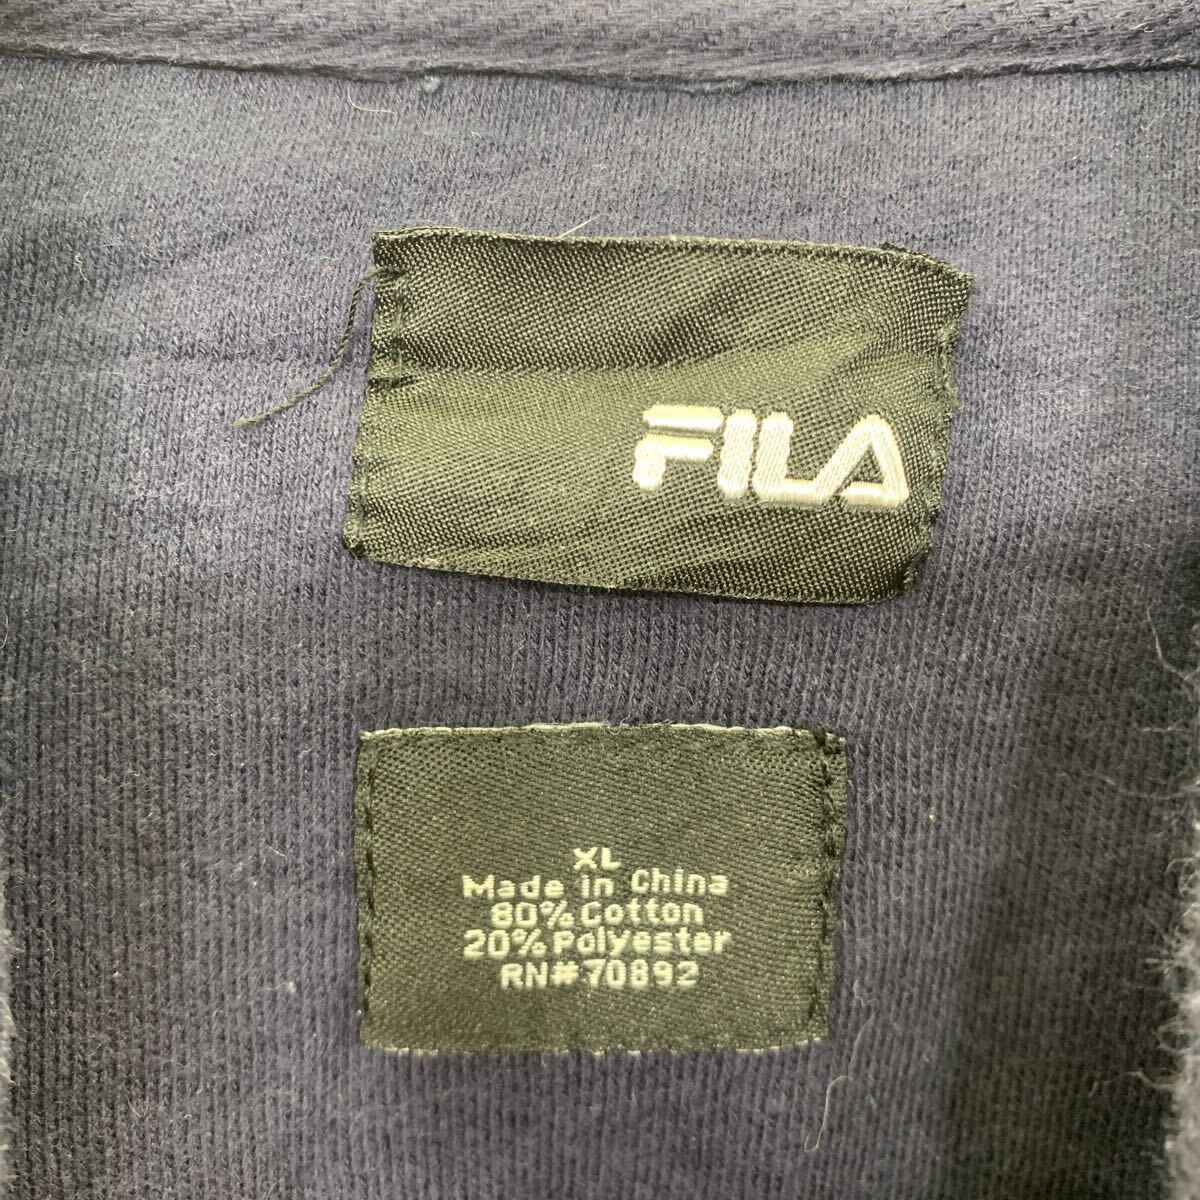 FILA
XL
Made in China
80% Cotton
20% Polyester
RN# 70892